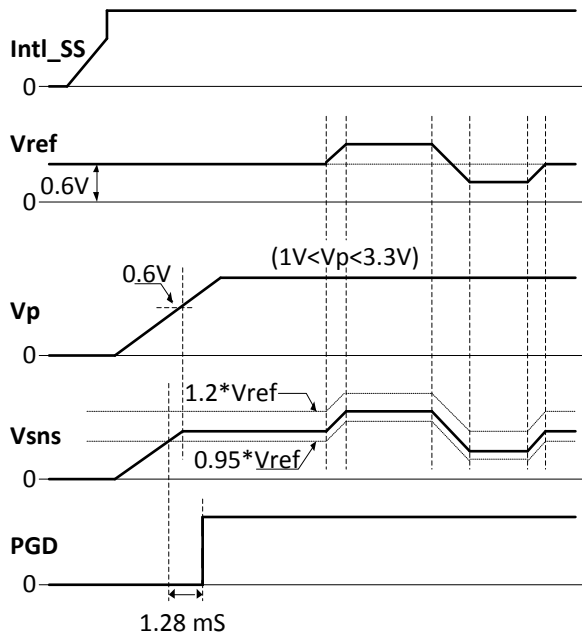 Intl_SS
0
Vref
0.6V
0
(1V<Vp<3.3V)
0.6V
Vp
0
1.2*Vref
Vsns
0.95*Vref
0
PGD
0
1.28 mS